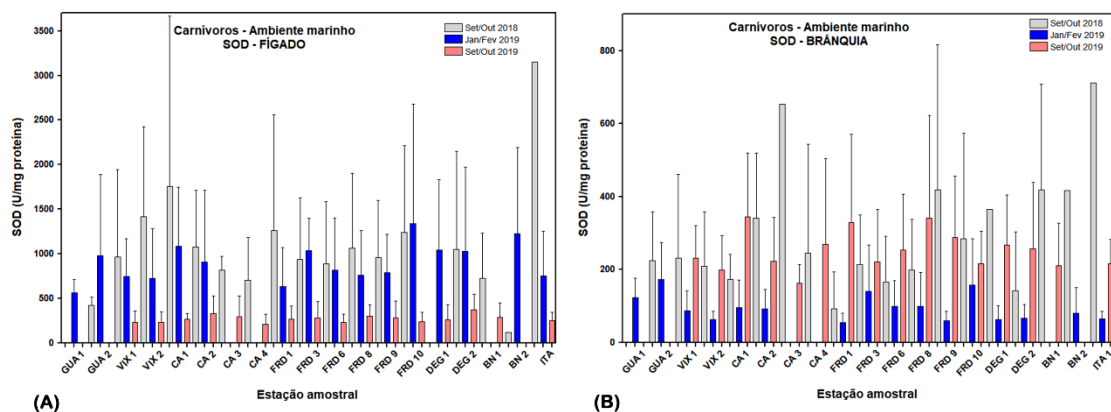 Carnívoros - Ambiente marinho
SOD - FÍGADO
Set/Out 2018
Jan/Fev 2019
Set/Out 2019
SOD (U/mg proteína)
3500
3000
2500
2000
1500
1000
500
0
GUA 1
GUA 2
VIX 1
VIX 2
CA 1
CA 2
CA 3
CA 4
FRD 1
FRD 3
FRD 6
FRD 8
FRD 9
FRD 10
DEG 1
DEG 2
BN 1
BN 2
ITA
Estação amostral
(A)
Carnívoros - Ambiente marinho
SOD - BRÂNQUIA
Set/Out 2018
Jan/Fev 2019
Set/Out 2019
SOD (U/mg proteína)
800
600
400
200
0
GUA 1
GUA 2
VIX 1
VIX 2
CA 1
CA 2
CA 3
CA 4
FRD 1
FRD 3
FRD 6
FRD 8
FRD 9
FRD 10
DEG 1
DEG 2
BN 1
BN 2
ITA 1
Estação amostral
(B)